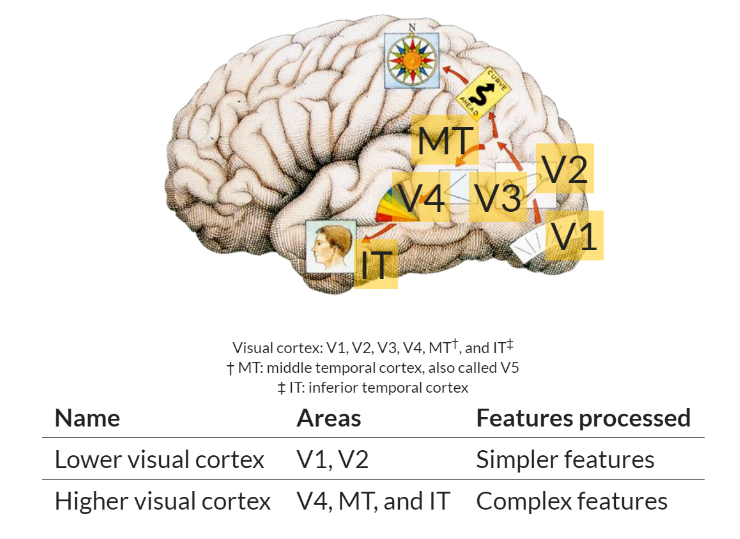 N
CURVE
AHEAD
MT
V2
V4
V3
V1
IT
Visual cortex: V1, V2, V3, V4, MT†, and IT‡
† MT: middle temporal cortex, also called V5
‡ IT: inferior temporal cortex
Name Areas Features processed
Lower visual cortex V1, V2 Simpler features
Higher visual cortex V4, MT, and IT Complex features